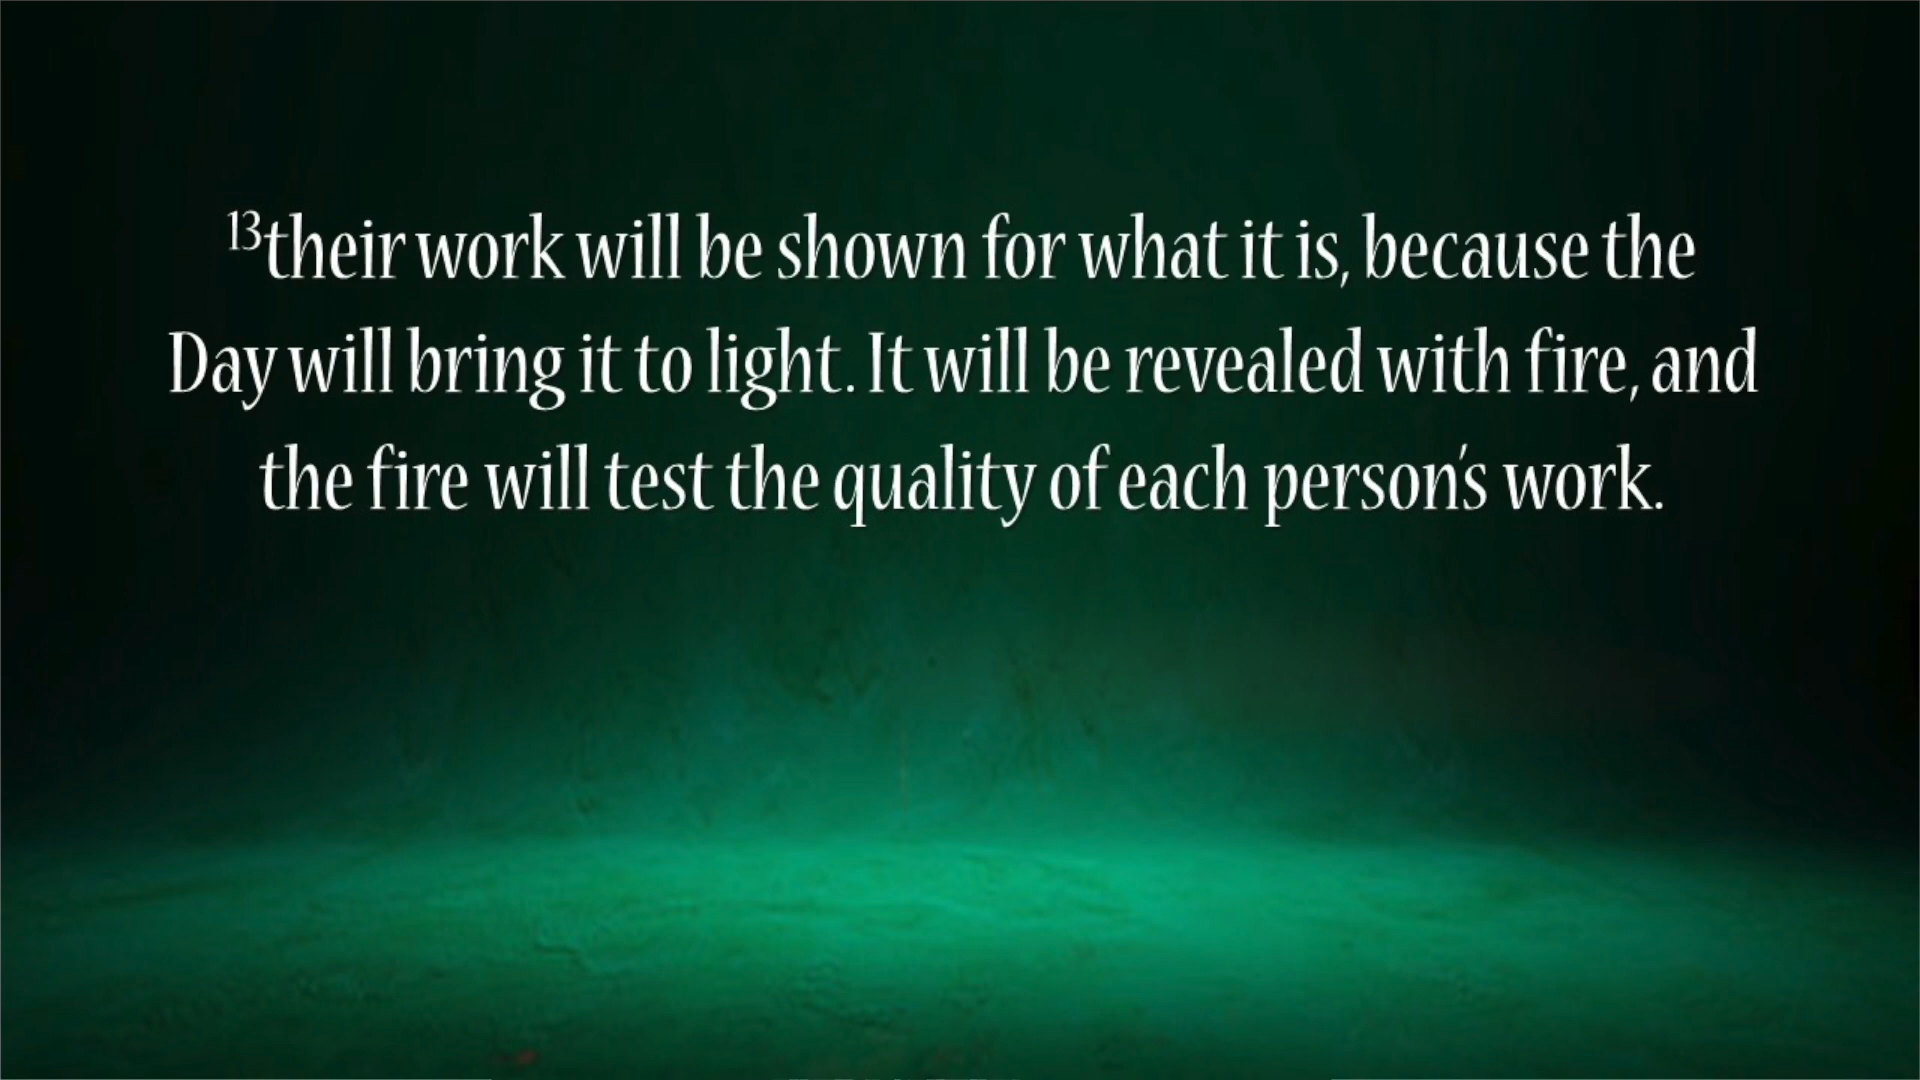 13their work will be shown for what it is, because the
Day will bring it to light. It will be revealed with fire, and
the fire will test the quality of each person's work.